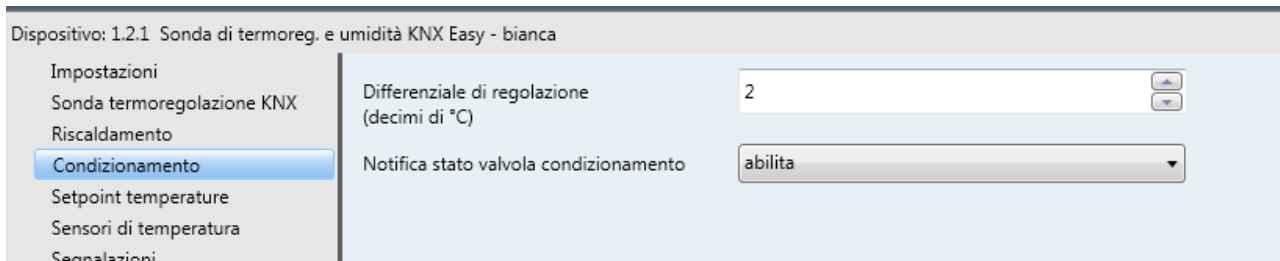 Dispositivo: 1.2.1 Sonda di termoreg. e umidità KNX Easy - bianca
Impostazioni
Sonda termoregolazione KNX
Riscaldamento
Condizionamento
Setpoint temperature
Sensori di temperatura
Segnalazioni
Differenziale di regolazione
(decimi di °C)
2
Notifica stato valvola condizionamento
abilita